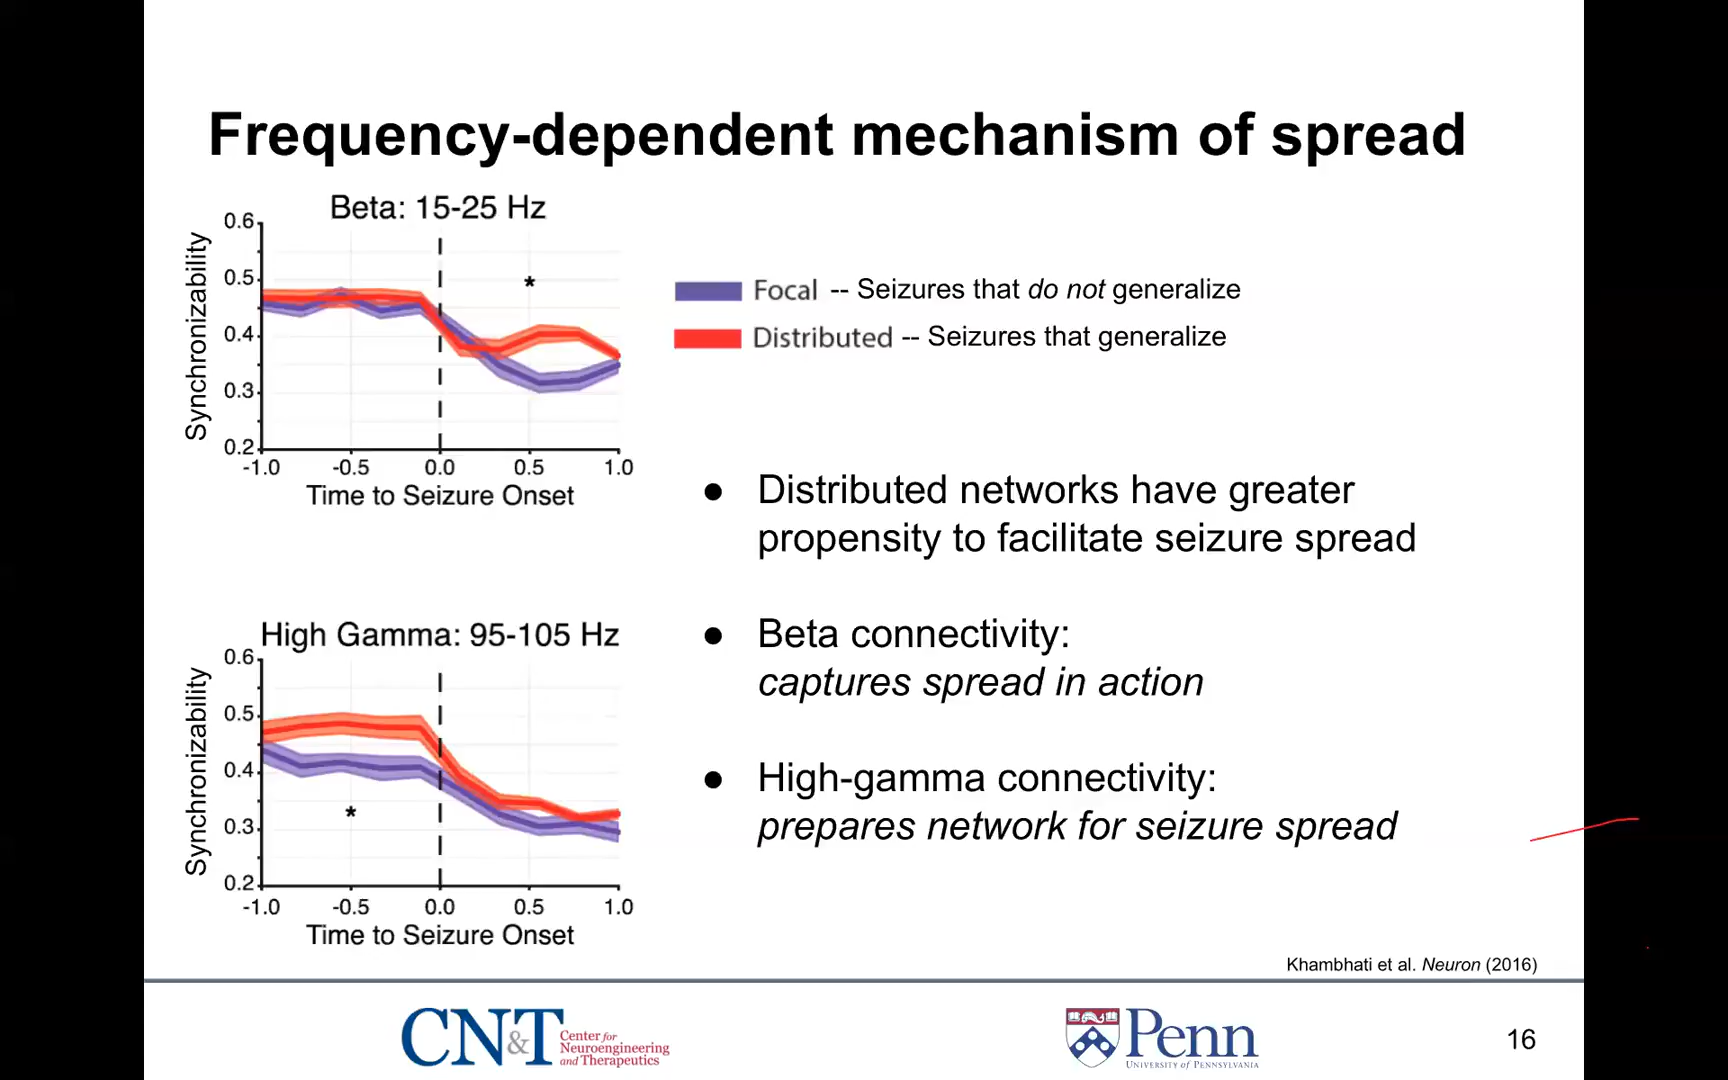 Frequency-dependent mechanism of spread
Beta: 15-25 Hz
Synchronizability
0.6
0.5
0.4
0.3
0.2
*
-1.0 -0.5 0.0 0.5 1.0
Time to Seizure Onset
Focal -- Seizures that do not generalize
Distributed -- Seizures that generalize
● Distributed networks have greater
propensity to facilitate seizure spread
● Beta connectivity:
captures spread in action
● High-gamma connectivity:
prepares network for seizure spread
High Gamma: 95-105 Hz
Synchronizability
0.6
0.5
0.4
0.3
0.2
*
-1.0 -0.5 0.0 0.5 1.0
Time to Seizure Onset
Khambhati et al. Neuron (2016)
CN&T
Center for
Neuroengineering
and Therapeutics
Penn
UNIVERSITY OF PENNSYLVANIA
16